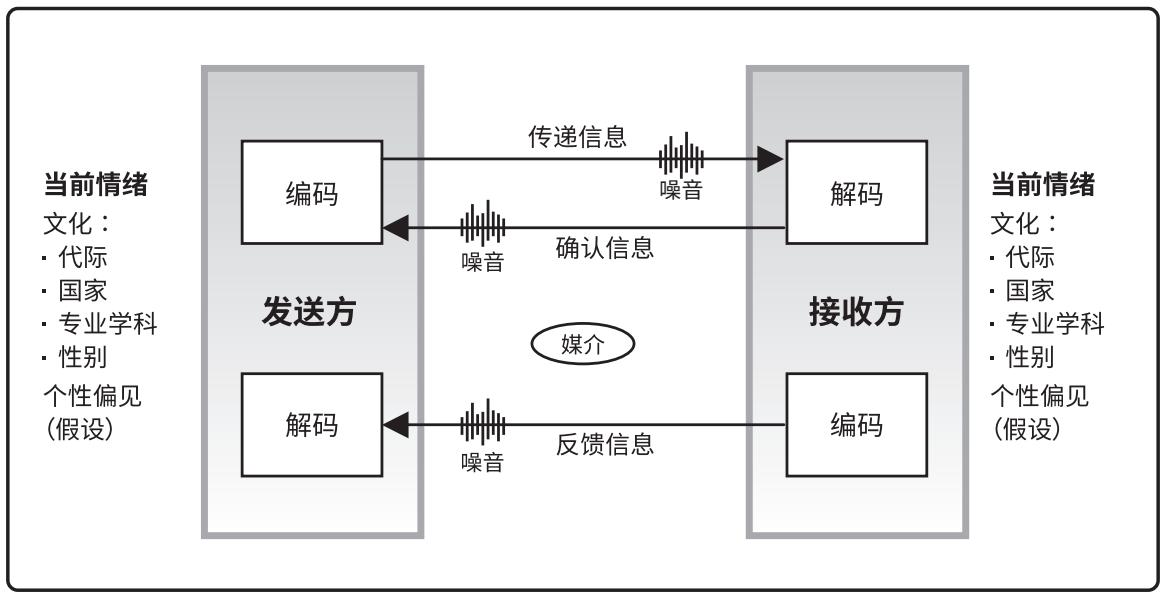 当前情绪
文化：
· 代际
· 国家
· 专业学科
· 性别
个性偏见
（假设）
编码
发送方
解码
传递信息
噪音
噪音
确认信息
媒介
噪音
反馈信息
解码
接收方
编码
当前情绪
文化：
· 代际
· 国家
· 专业学科
· 性别
个性偏见
（假设）